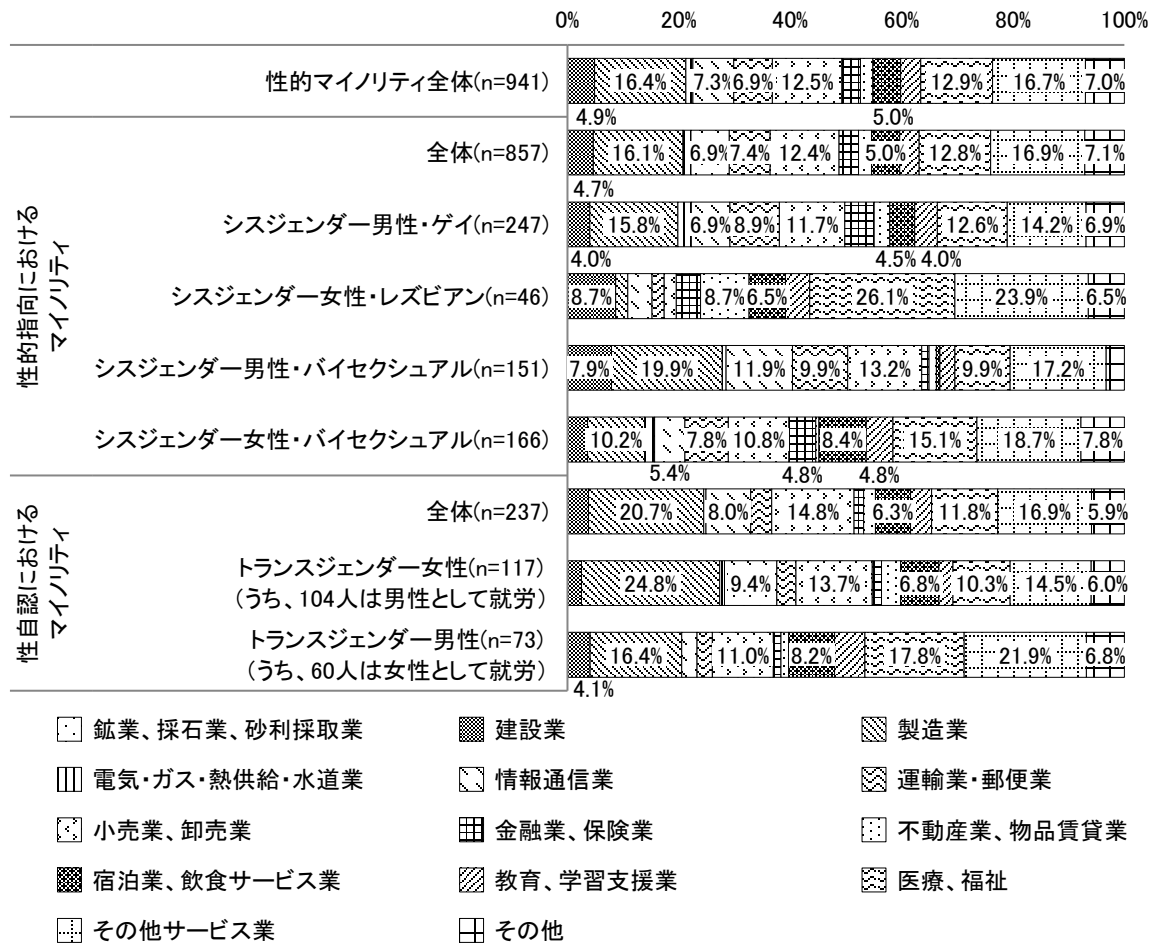 0% 20% 40% 60% 80% 100%
性的マイノリティ全体(n=941) 16.4% 7.3% 6.9% 12.5% 12.9% 16.7% 7.0%
4.9% 5.0%
性的指向における
マイノリティ
全体(n=857) 16.1% 6.9% 7.4% 12.4% 5.0% 12.8% 16.9% 7.1%
4.7%
シスジェンダー男性・ゲイ(n=247) 15.8% 6.9% 8.9% 11.7% 12.6% 14.2% 6.9%
4.0% 4.5% 4.0%
シスジェンダー女性・レズビアン(n=46) 8.7% 8.7% 6.5% 26.1% 23.9% 6.5%
シスジェンダー男性・バイセクシュアル(n=151) 7.9% 19.9% 11.9% 9.9% 13.2% 9.9% 17.2%
シスジェンダー女性・バイセクシュアル(n=166) 10.2% 7.8% 10.8% 8.4% 15.1% 18.7% 7.8%
5.4% 4.8% 4.8%
性自認における
マイノリティ
全体(n=237) 20.7% 8.0% 14.8% 6.3% 11.8% 16.9% 5.9%
トランスジェンダー女性(n=117)
(うち、104人は男性として就労) 24.8% 9.4% 13.7% 6.8% 10.3% 14.5% 6.0%
トランスジェンダー男性(n=73)
(うち、60人は女性として就労) 16.4% 11.0% 8.2% 17.8% 21.9% 6.8%
4.1%
鉱業、採石業、砂利採取業 建設業 製造業
電気・ガス・熱供給・水道業 情報通信業 運輸業・郵便業
小売業、卸売業 金融業、保険業 不動産業、物品賃貸業
宿泊業、飲食サービス業 教育、学習支援業 医療、福祉
その他サービス業 その他